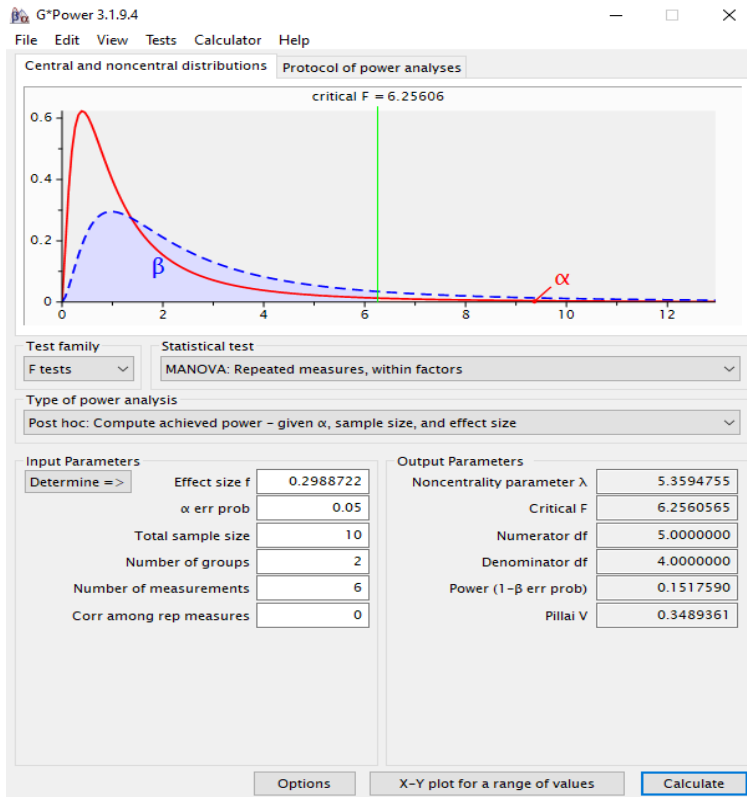 G*Power 3.1.9.4
File Edit View Tests Calculator Help
Central and noncentral distributions Protocol of power analyses
critical F = 6.25606
0.6
0.4
0.2
0
β
α
0 2 4 6 8 10 12
Test family Statistical test
F tests MANOVA: Repeated measures, within factors
Type of power analysis
Post hoc: Compute achieved power – given α, sample size, and effect size
Input Parameters Output Parameters
Determine => Effect size f 0.2988722 Noncentrality parameter λ 5.3594755
α err prob 0.05 Critical F 6.2560565
Total sample size 10 Numerator df 5.0000000
Number of groups 2 Denominator df 4.0000000
Number of measurements 6 Power (1-β err prob) 0.1517590
Corr among rep measures 0 Pillai V 0.3489361
Options X-Y plot for a range of values Calculate